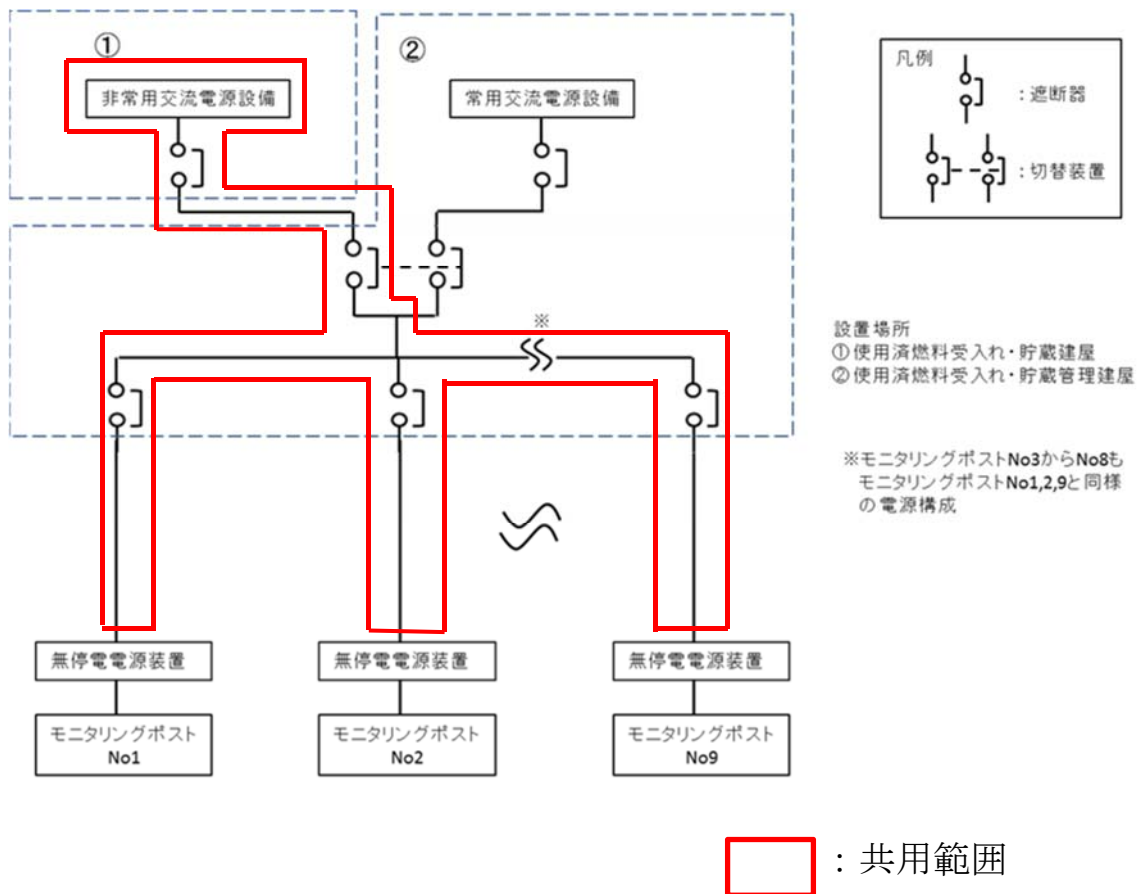 ①
②
非常用交流電源設備
常用交流電源設備
凡例
：遮断器
：切替装置
※
設置場所
①使用済燃料受入れ・貯蔵建屋
②使用済燃料受入れ・貯蔵管理建屋
※モニタリングポストNo3からNo8も
モニタリングポストNo1,2,9と同様
の電源構成
無停電電源装置
無停電電源装置
無停電電源装置
モニタリングポスト
No1
モニタリングポスト
No2
モニタリングポスト
No9
：共用範囲